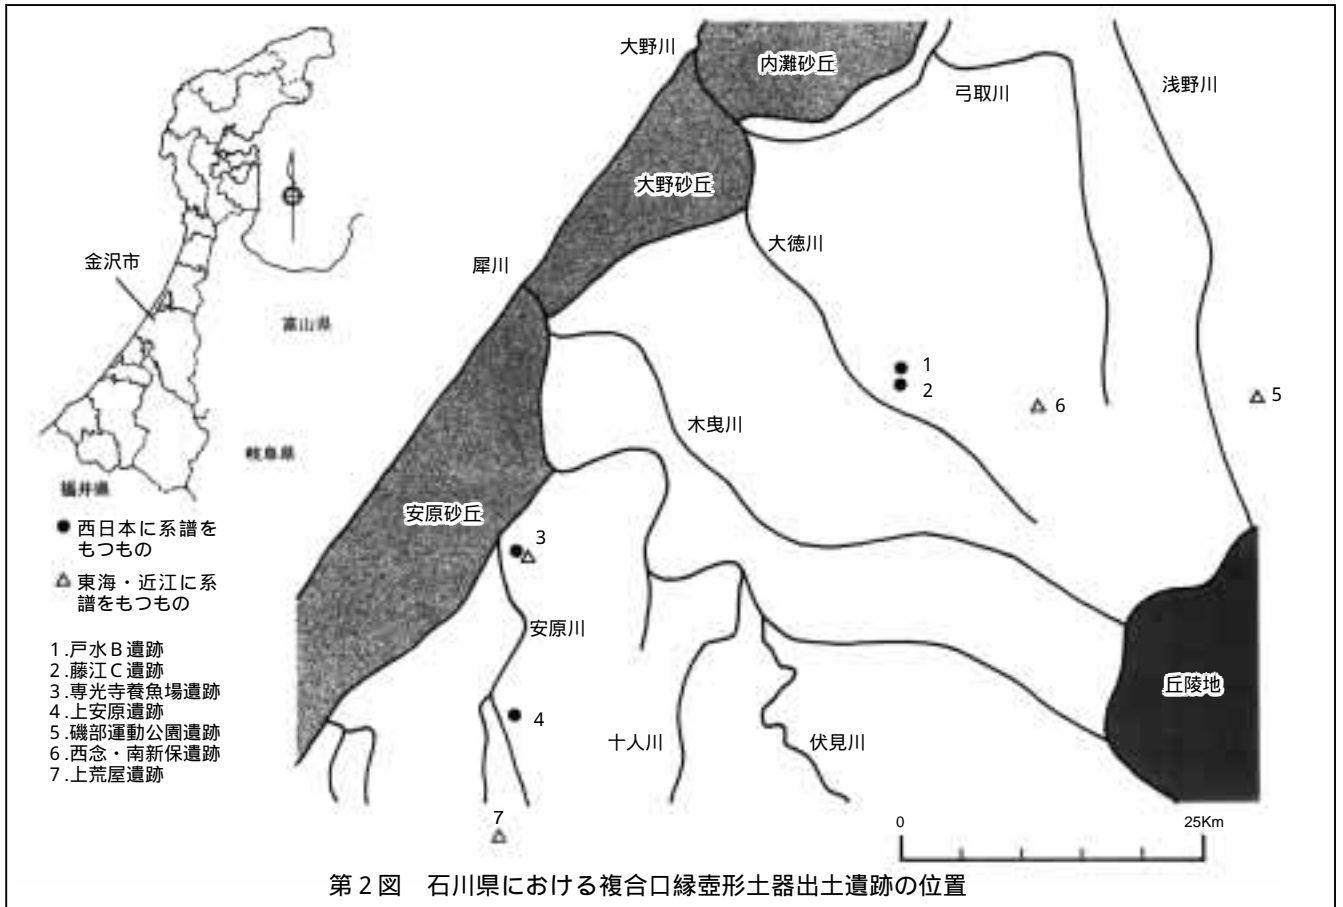 大野川
内灘砂丘
弓取川
浅野川
大野砂丘
大徳川
犀川
金沢市
富山県
1
2
6
5
木曳川
岐阜県
福井県
安原砂丘
●西日本に系譜を
もつもの
△東海・近江に系
譜をもつもの
3
安原川
1.戸水B遺跡
2.藤江C遺跡
3.専光寺養魚場遺跡
4.上安原遺跡
5.磯部運動公園遺跡
6.西念・南新保遺跡
7.上荒屋遺跡
丘陵地
4
十人川
伏見川
7
0
25Km
第2図 石川県における複合口縁壺形土器出土遺跡の位置